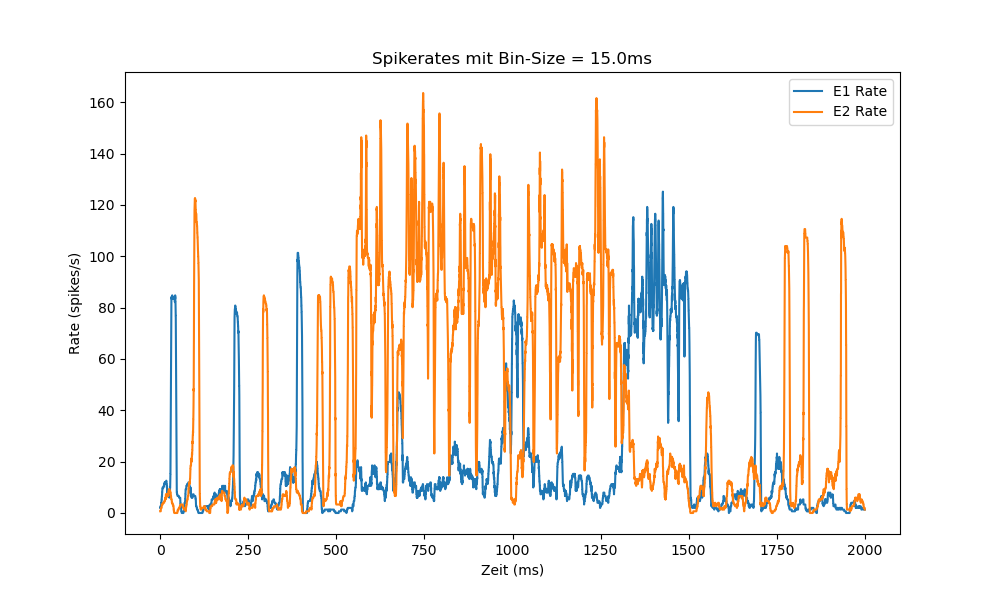 Spikerates mit Bin-Size = 15.0ms
E1 Rate
E2 Rate
Rate (spikes/s)
160
140
120
100
80
60
40
20
0
0 250 500 750 1000 1250 1500 1750 2000
Zeit (ms)